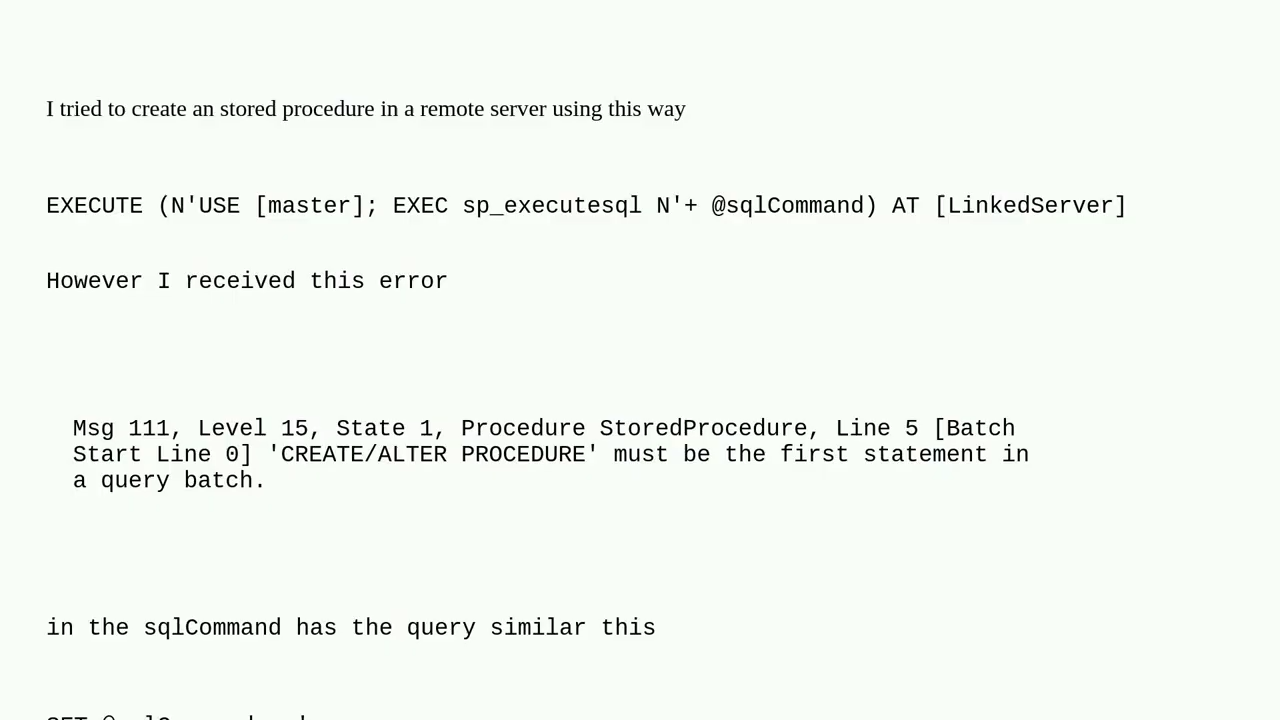 I tried to create an stored procedure in a remote server using this way
EXECUTE (N'USE [master]; EXEC sp_executesql N'+ @sqlCommand) AT [LinkedServer]
However I received this error
Msg 111, Level 15, State 1, Procedure StoredProcedure, Line 5 [Batch
Start Line 0] 'CREATE/ALTER PROCEDURE' must be the first statement in
a query batch.
in the sqlCommand has the query similar this